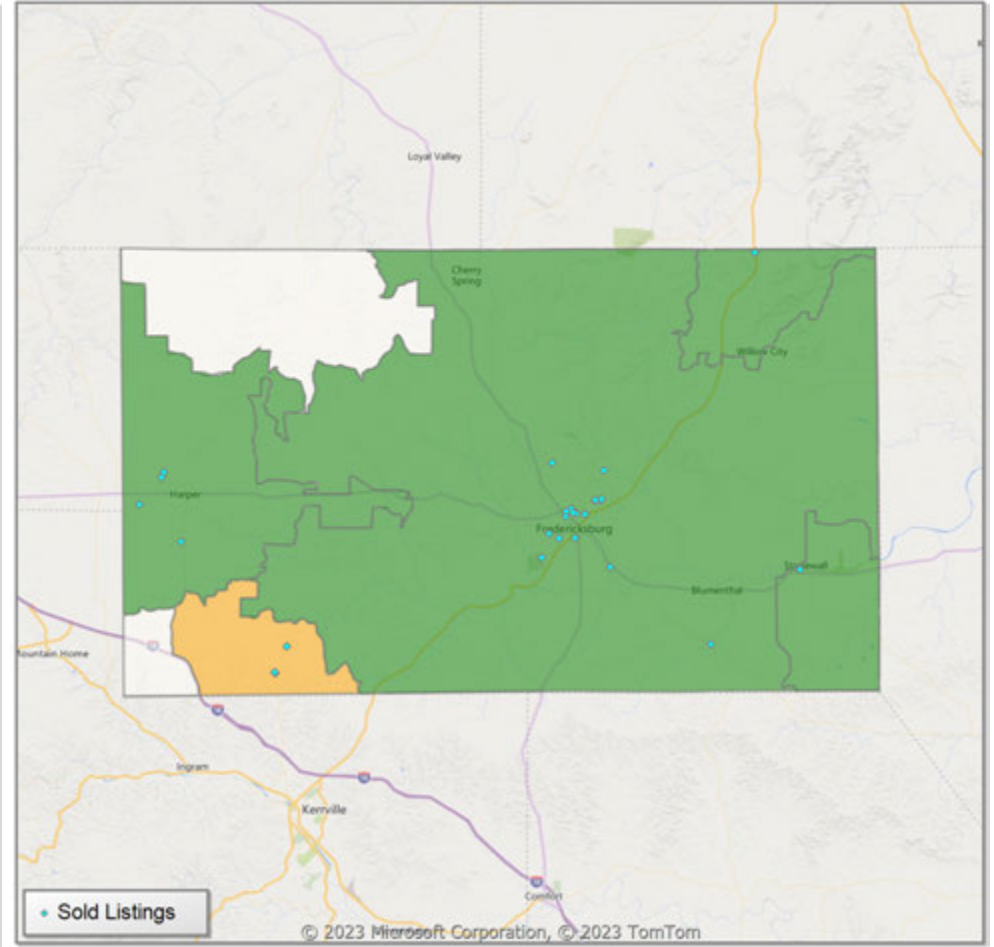 Loyal Valley
Cherry
Spring
Willow City
Harper
Fredericksburg
Stonewall
Blumenthal
Mountain Home
Ingram
Kerrville
Comfort
Sold Listings
© 2023 Microsoft Corporation, © 2023 TomTom